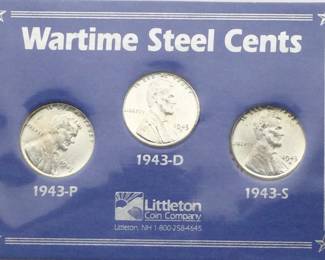 Wartime Steel Cents
1943-D
1943-P
1943-S
Littleton
Coin Company
Littleton, NH 1-800-258-4645